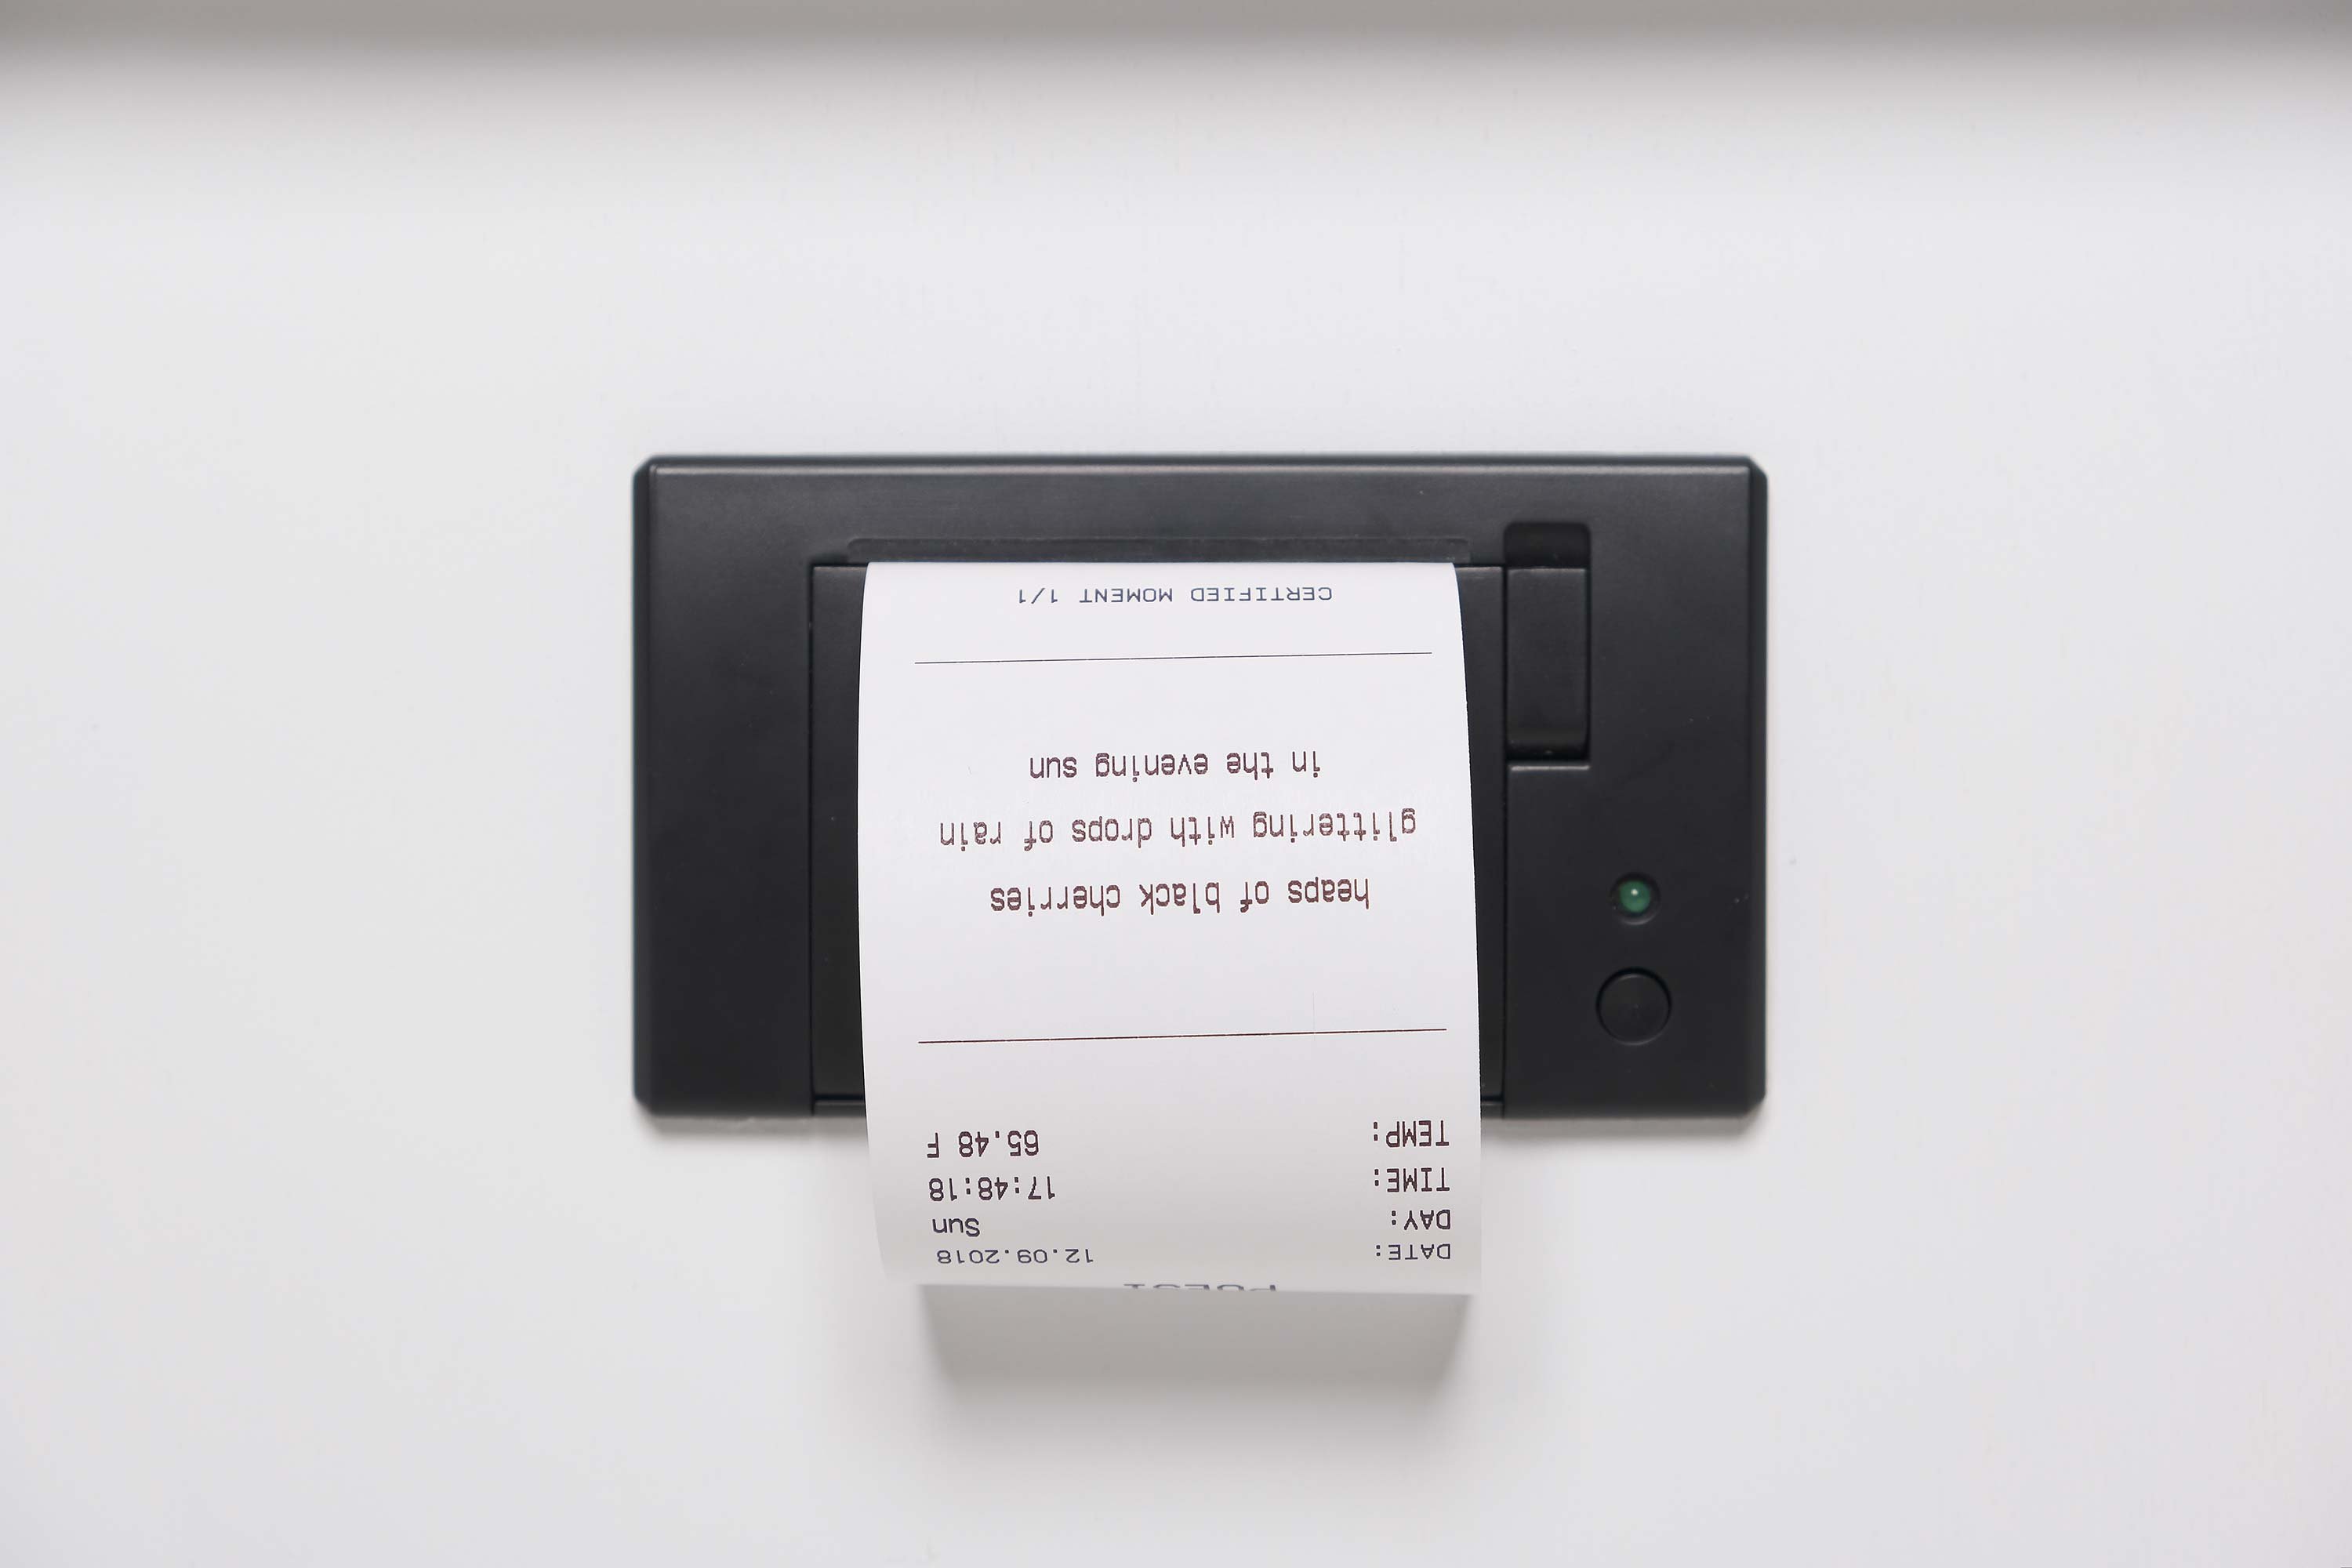 DATE: 12.09.2018
DAY: Sun
TIME: 17:48:18
TEMP: 65.48 F
heaps of black cherries
glittering with drops of rain
in the evening sun
CERTIFIED MOMENT 1/1